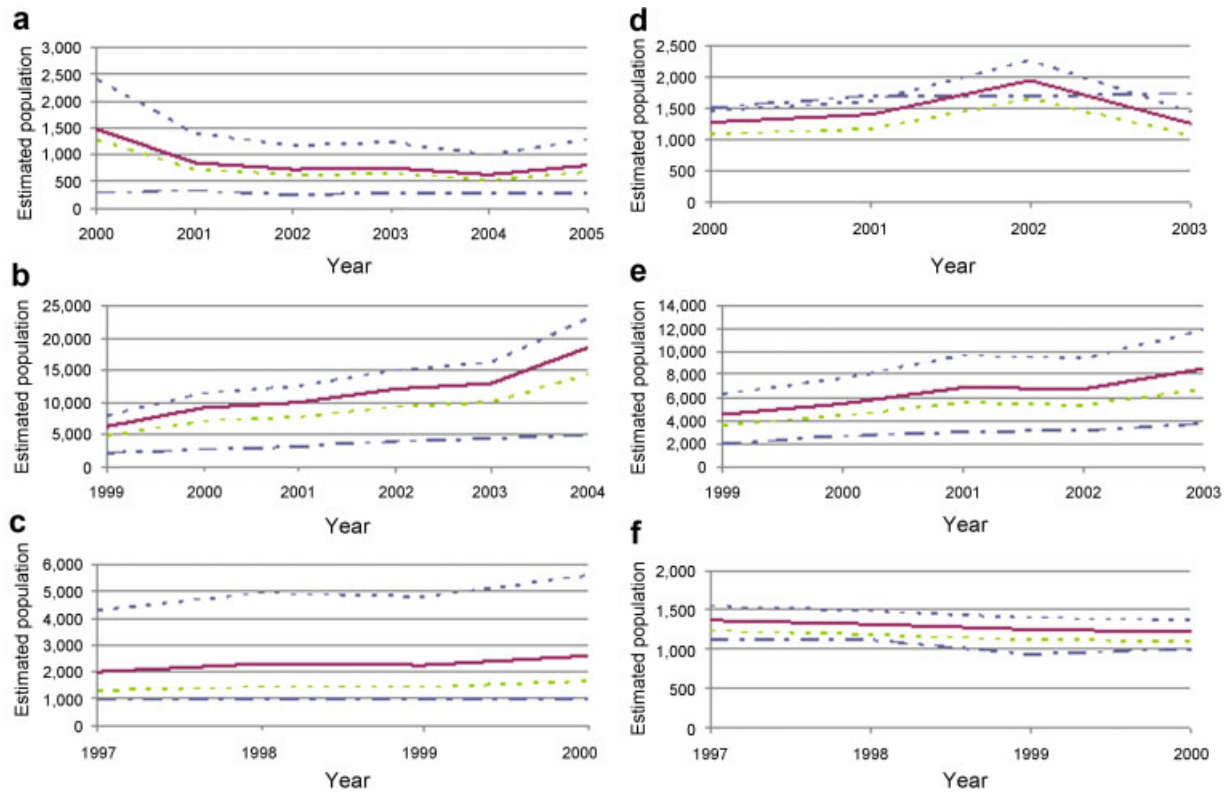 a
Estimated population
3,000
2,500
2,000
1,500
1,000
500
0
2000 2001 2002 2003 2004 2005
Year
b
Estimated population
25,000
20,000
15,000
10,000
5,000
0
1999 2000 2001 2002 2003 2004
Year
c
Estimated population
6,000
5,000
4,000
3,000
2,000
1,000
0
1997 1998 1999 2000
Year
d
Estimated population
2,500
2,000
1,500
1,000
500
0
2000 2001 2002 2003
Year
e
Estimated population
14,000
12,000
10,000
8,000
6,000
4,000
2,000
0
1999 2000 2001 2002 2003
Year
f
Estimated population
2,000
1,500
1,000
500
0
1997 1998 1999 2000
Year